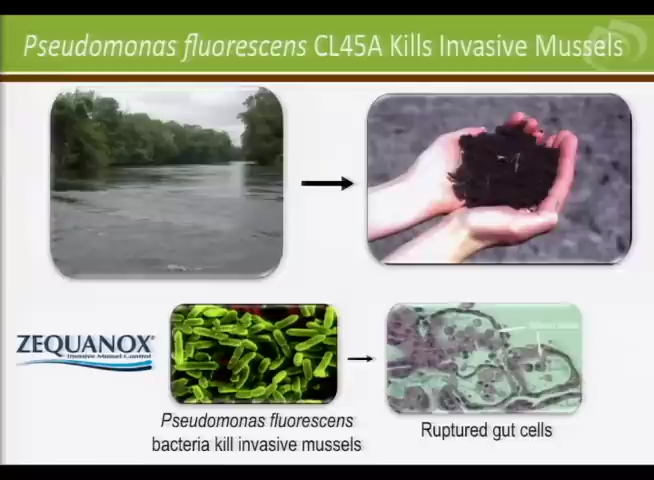 Pseudomonas fluorescens CL45A Kills Invasive Mussels
ZEQUANOX®
Invasive Mussel Control
Pseudomonas fluorescens
bacteria kill invasive mussels
Ruptured gut cells